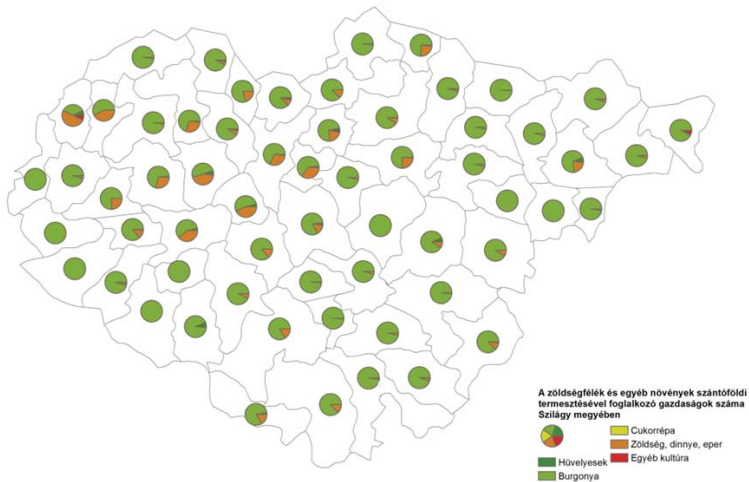 A zöldségfélék és egyéb növények szántóföldi
termesztésével foglalkozó gazdaságok száma
Szilágy megyében
Cukorrépa
Zöldség, dinnye, eper
Hüvelyesek
Egyéb kultúra
Burgonya